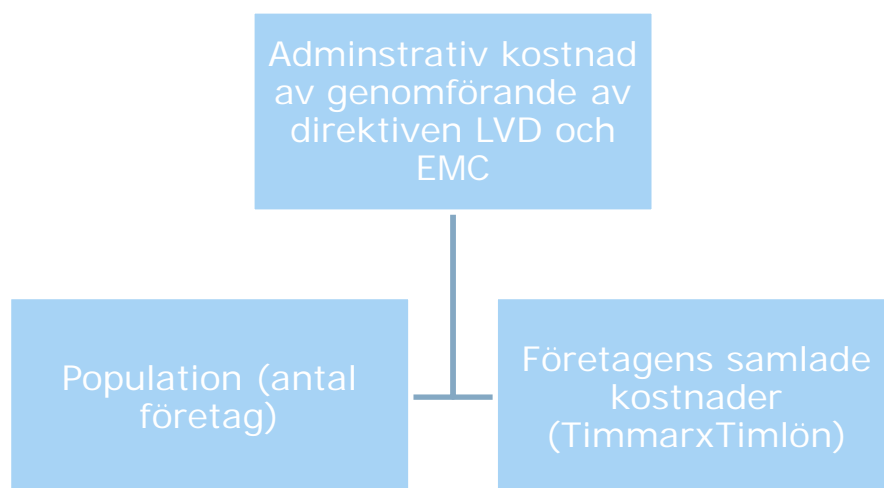 Adminstrativ kostnad
av genomförande av
direktiven LVD och
EMC
Population (antal
företag)
Företagens samlade
kostnader
(TimmarxTimlön)